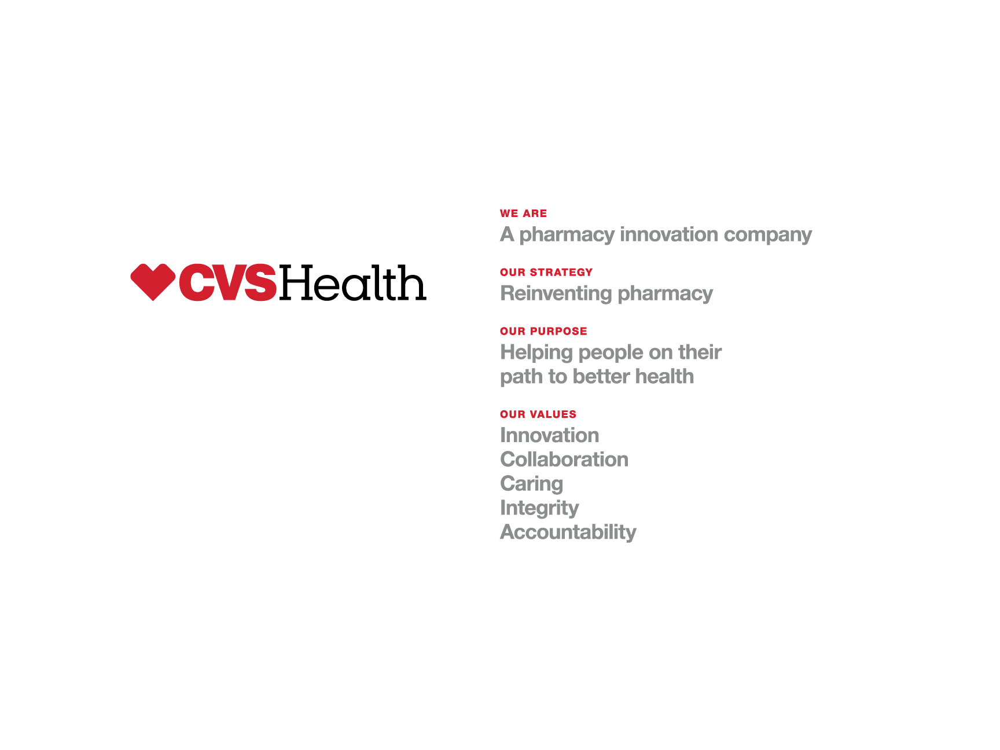 CVSHealth
WE ARE
A pharmacy innovation company
OUR STRATEGY
Reinventing pharmacy
OUR PURPOSE
Helping people on their
path to better health
OUR VALUES
Innovation
Collaboration
Caring
Integrity
Accountability